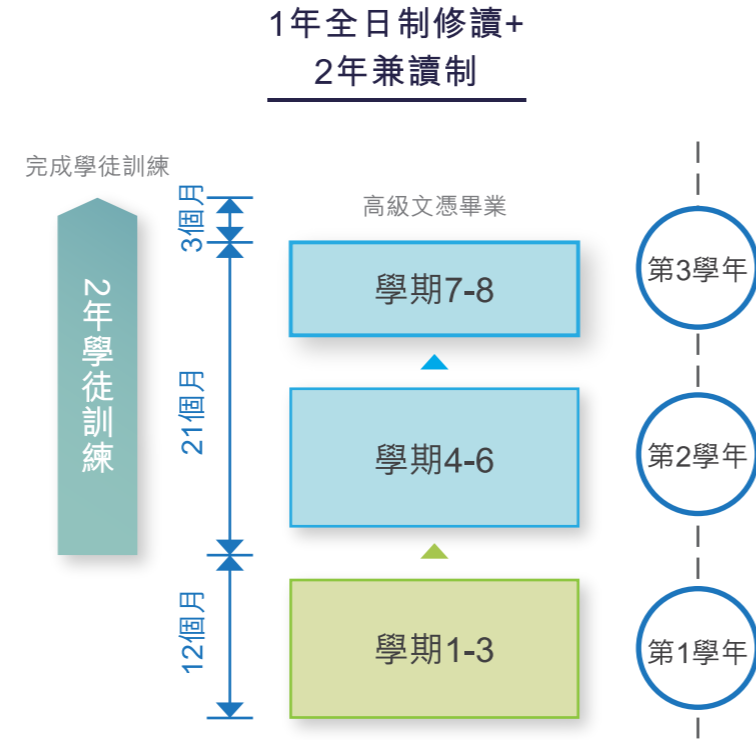 1年全日制修讀+
2年兼讀制
完成學徒訓練
2年學徒訓練
3個月
21個月
12個月
高級文憑畢業
學期7-8
學期4-6
學期1-3
第3學年
第2學年
第1學年